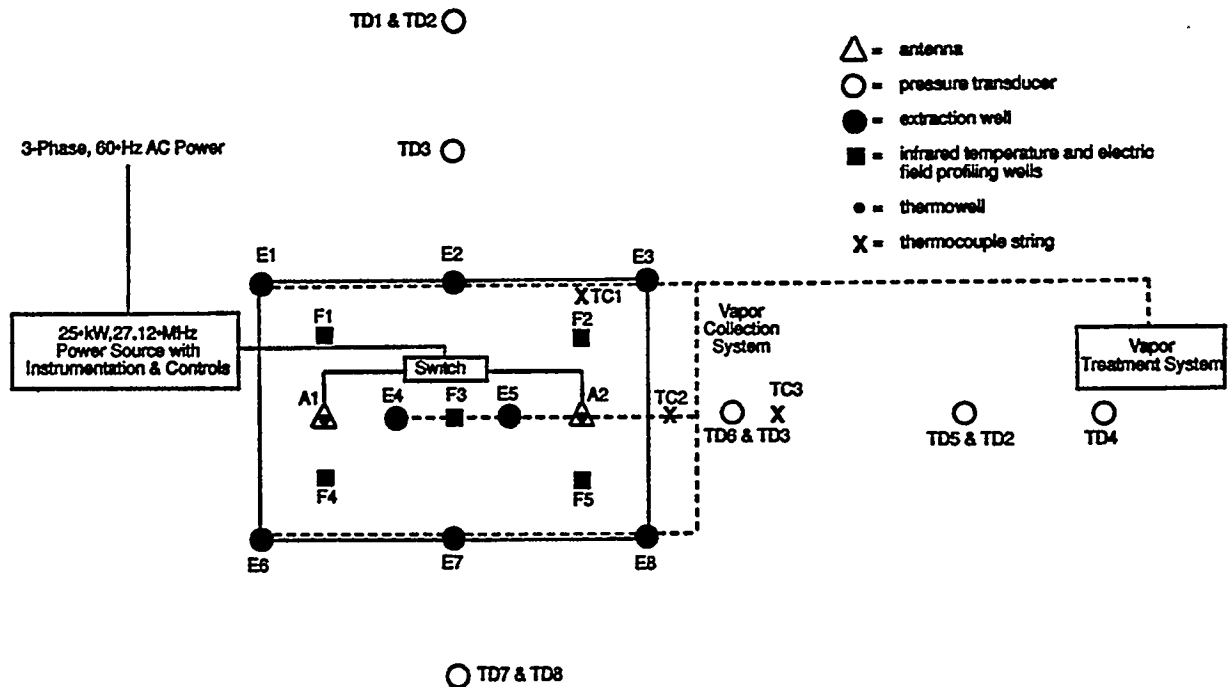 TD1 & TD2
△ = antenna
○ = pressure transducer
● = extraction well
■ = infrared temperature and electric
field profiling wells
• = thermowell
X = thermocouple string
3-Phase, 60•Hz AC Power
TD3
E1
E2
E3
TC1
F1
F2
25•kW,27.12•MHz
Power Source with
Instrumentation & Controls
Switch
Vapor
Collection
System
Vapor
Treatment System
A1
E4
F3
E5
A2
TC2
TC3
TD6 & TD3
TD5 & TD2
TD4
F4
F5
E6
E7
E8
TD7 & TD8